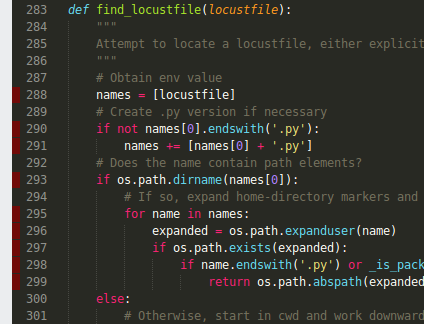 283 def find_locustfile(locustfile):
284 """
285 Attempt to locate a locustfile, either explicit
286 """
287 # Obtain env value
288 names = [locustfile]
289 # Create .py version if necessary
290 if not names[0].endswith('.py'):
291 names += [names[0] + '.py']
292 # Does the name contain path elements?
293 if os.path.dirname(names[0]):
294 # If so, expand home-directory markers and
295 for name in names:
296 expanded = os.path.expanduser(name)
297 if os.path.exists(expanded):
298 if name.endswith('.py') or _is_pack
299 return os.path.abspath(expanded
300 else:
301 # Otherwise, start in cwd and work downward